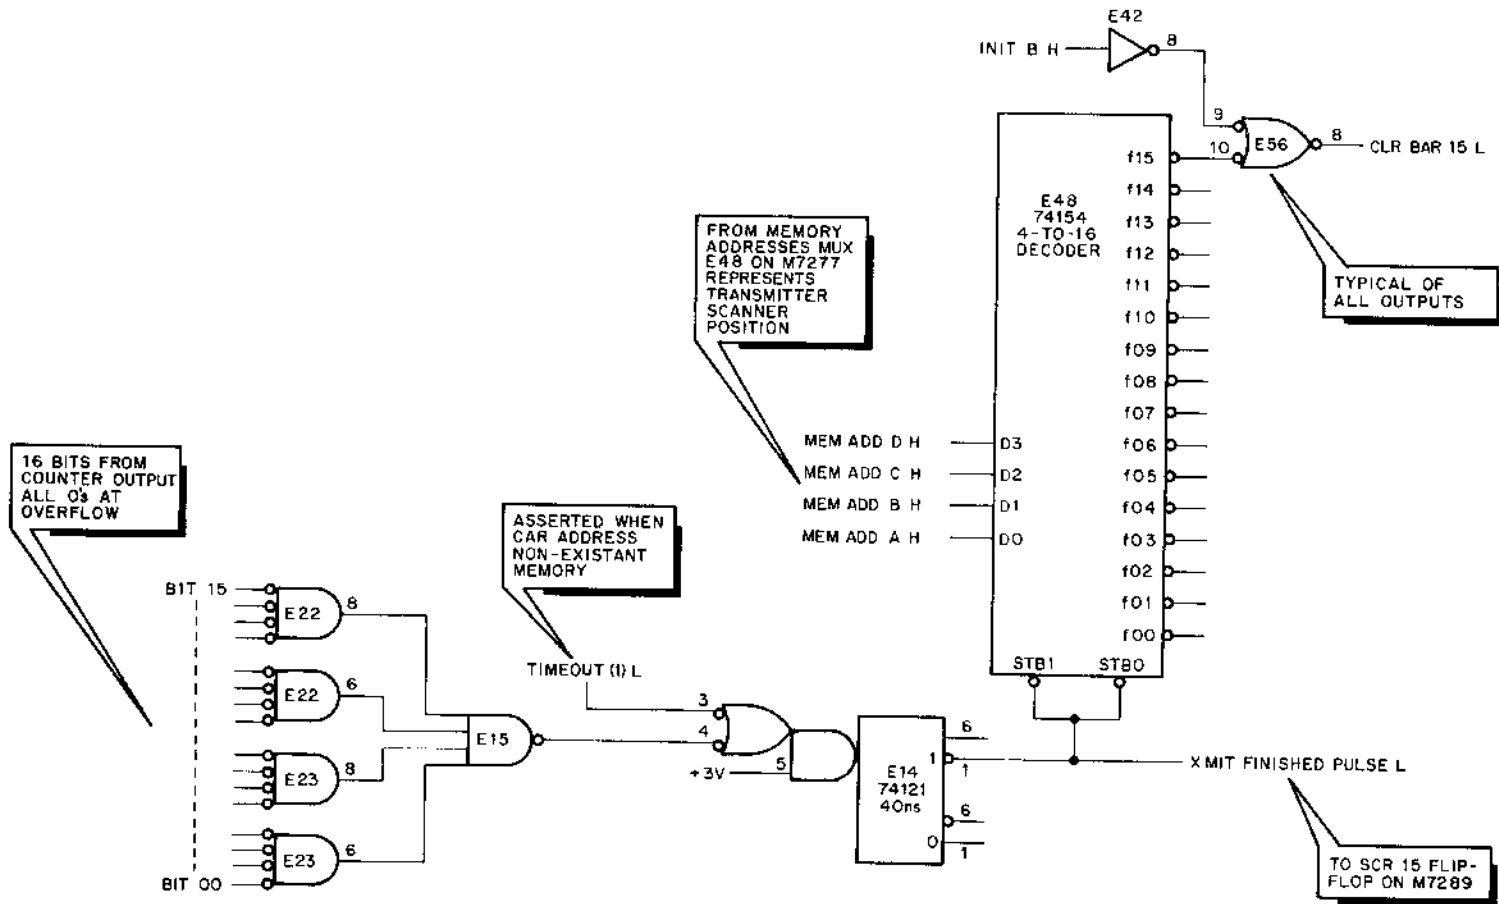 E42
INIT B H
8
9
10
E56
8
CLR BAR 15 L
E48
74154
4-TO-16
DECODER
f15
f14
f13
f12
f11
f10
f09
f08
f07
f06
f05
f04
f03
f02
f01
f00
TYPICAL OF
ALL OUTPUTS
FROM MEMORY
ADDRESSES MUX
E48 ON M7277
REPRESENTS
TRANSMITTER
SCANNER
POSITION
MEM ADD D H
MEM ADD C H
MEM ADD B H
MEM ADD A H
D3
D2
D1
D0
STB1
STB0
16 BITS FROM
COUNTER OUTPUT
ALL 0's AT
OVERFLOW
ASSERTED WHEN
CAR ADDRESS
NON-EXISTANT
MEMORY
BIT 15
E22
8
E22
6
E23
8
E23
6
BIT 00
E15
TIMEOUT (1) L
3
4
+3V
5
E14
74121
40ns
6
1
1
6
0
1
XMIT FINISHED PULSE L
TO SCR 15 FLIP-
FLOP ON M7289